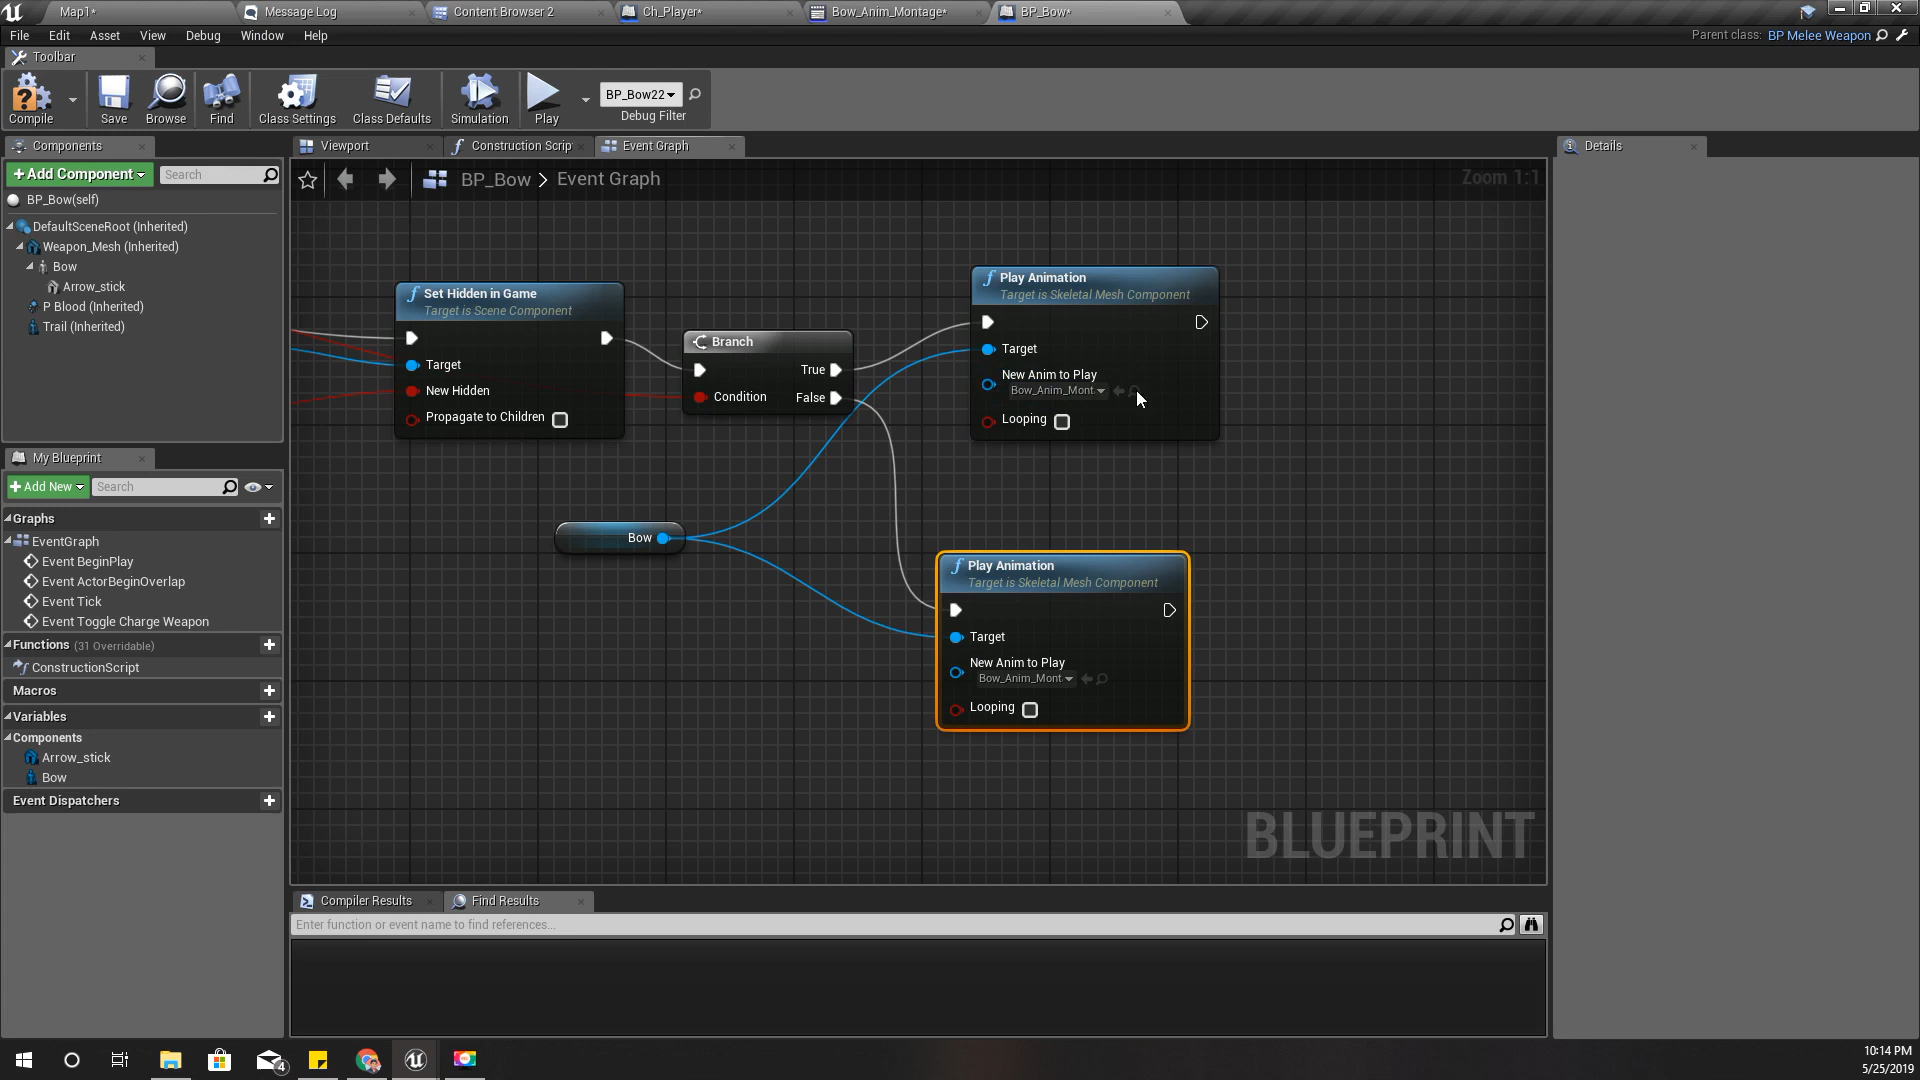 Map1*
Message Log
Content Browser 2
Ch_Player*
Bow_Anim_Montage*
BP_Bow*
File Edit Asset View Debug Window Help
Parent class: BP Melee Weapon
Toolbar
Compile
Save
Browse
Find
Class Settings
Class Defaults
Simulation
Play
BP_Bow22
Debug Filter
Components
Viewport
Construction Scrip
Event Graph
Details
+Add Component
Search
BP_Bow > Event Graph
Zoom 1:1
BP_Bow(self)
DefaultSceneRoot (Inherited)
Weapon_Mesh (Inherited)
Bow
Arrow_stick
P Blood (Inherited)
Trail (Inherited)
Set Hidden in Game
Target is Scene Component
Target
New Hidden
Propagate to Children
Branch
True
Condition
False
Play Animation
Target is Skeletal Mesh Component
Target
New Anim to Play
Bow_Anim_Mont
Looping
Bow
Play Animation
Target is Skeletal Mesh Component
Target
New Anim to Play
Bow_Anim_Mont
Looping
BLUEPRINT
My Blueprint
+Add New
Search
Graphs
EventGraph
Event BeginPlay
Event ActorBeginOverlap
Event Tick
Event Toggle Charge Weapon
Functions (31 Overridable)
ConstructionScript
Macros
Variables
Components
Arrow_stick
Bow
Event Dispatchers
Compiler Results
Find Results
Enter function or event name to find references...
4
10:14 PM
5/25/2019